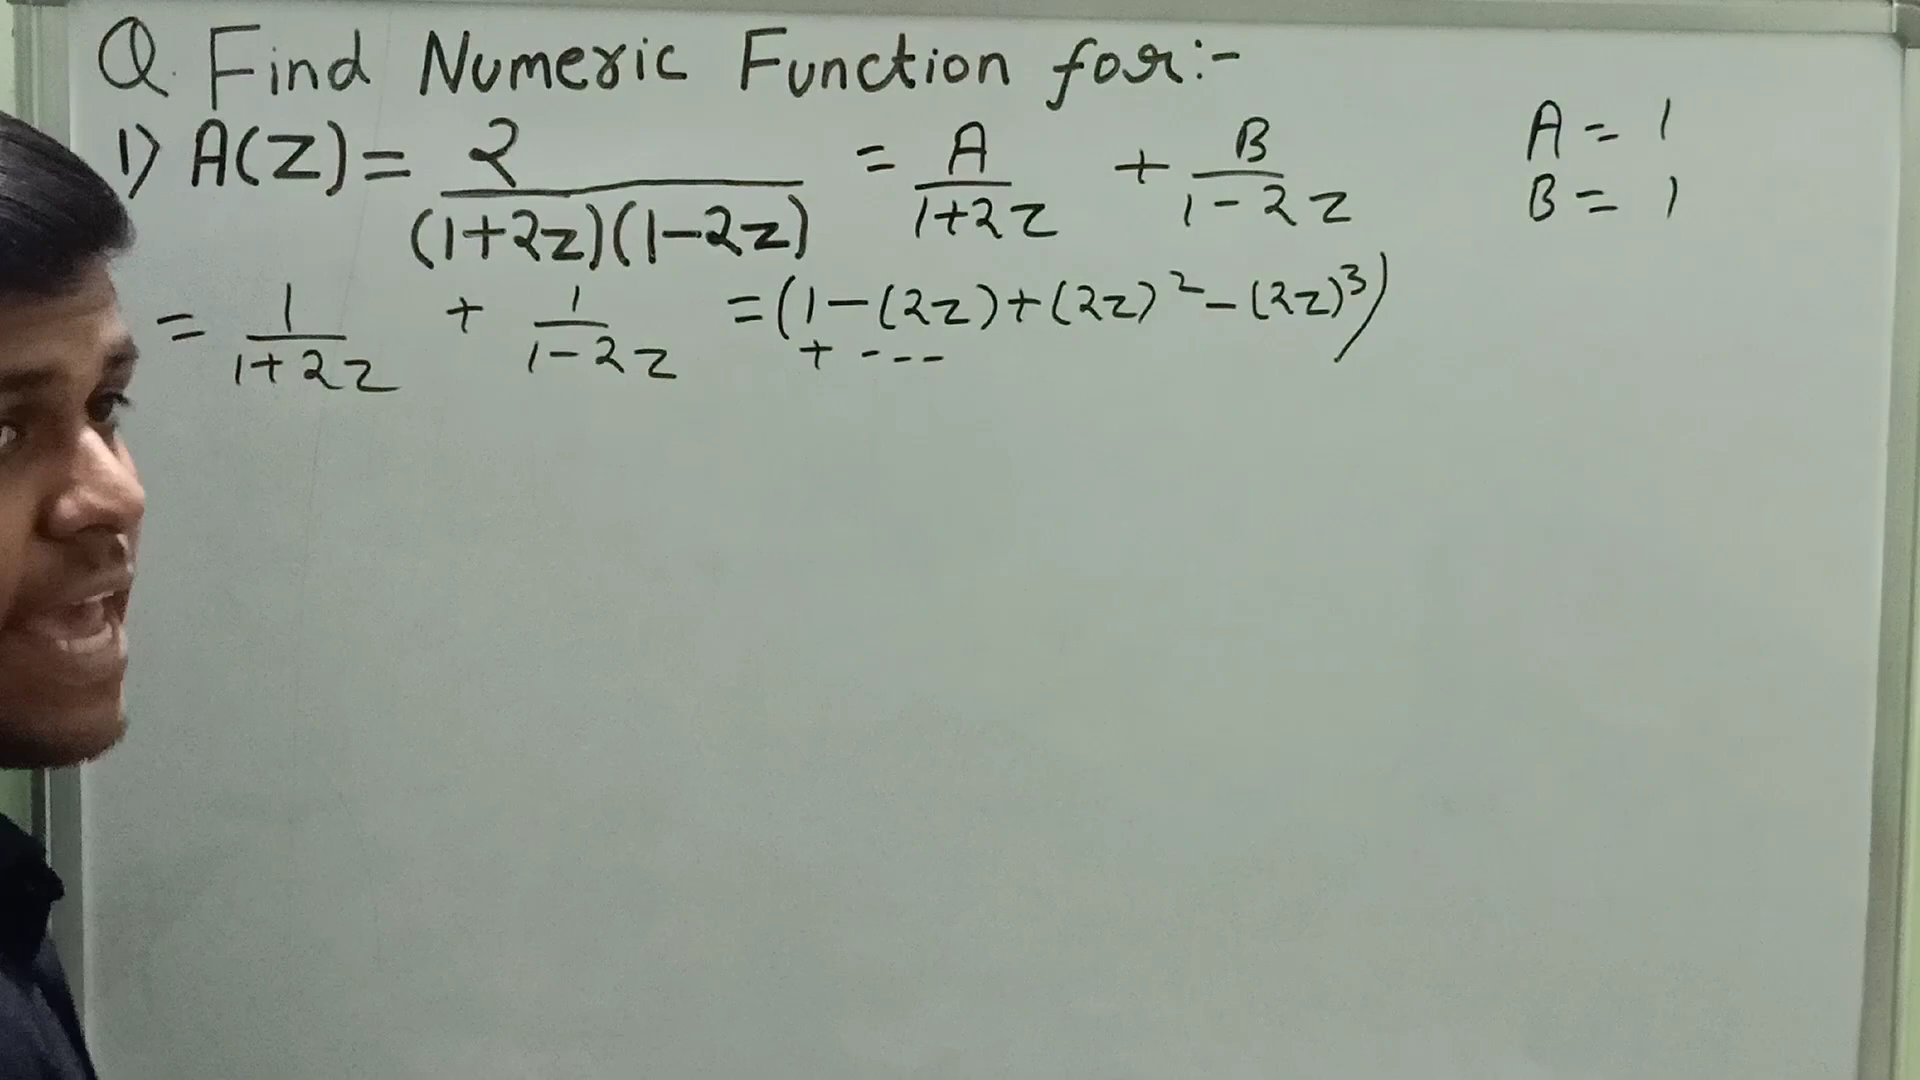 Q. Find Numeric Function for:-
1) A(Z) = 2/((1+2z)(1-2z)) = A/(1+2z) + B/(1-2z)
A = 1
B = 1
= 1/(1+2z) + 1/(1-2z) = (1-(2z)+(2z)²-(2z)³)
+ ---